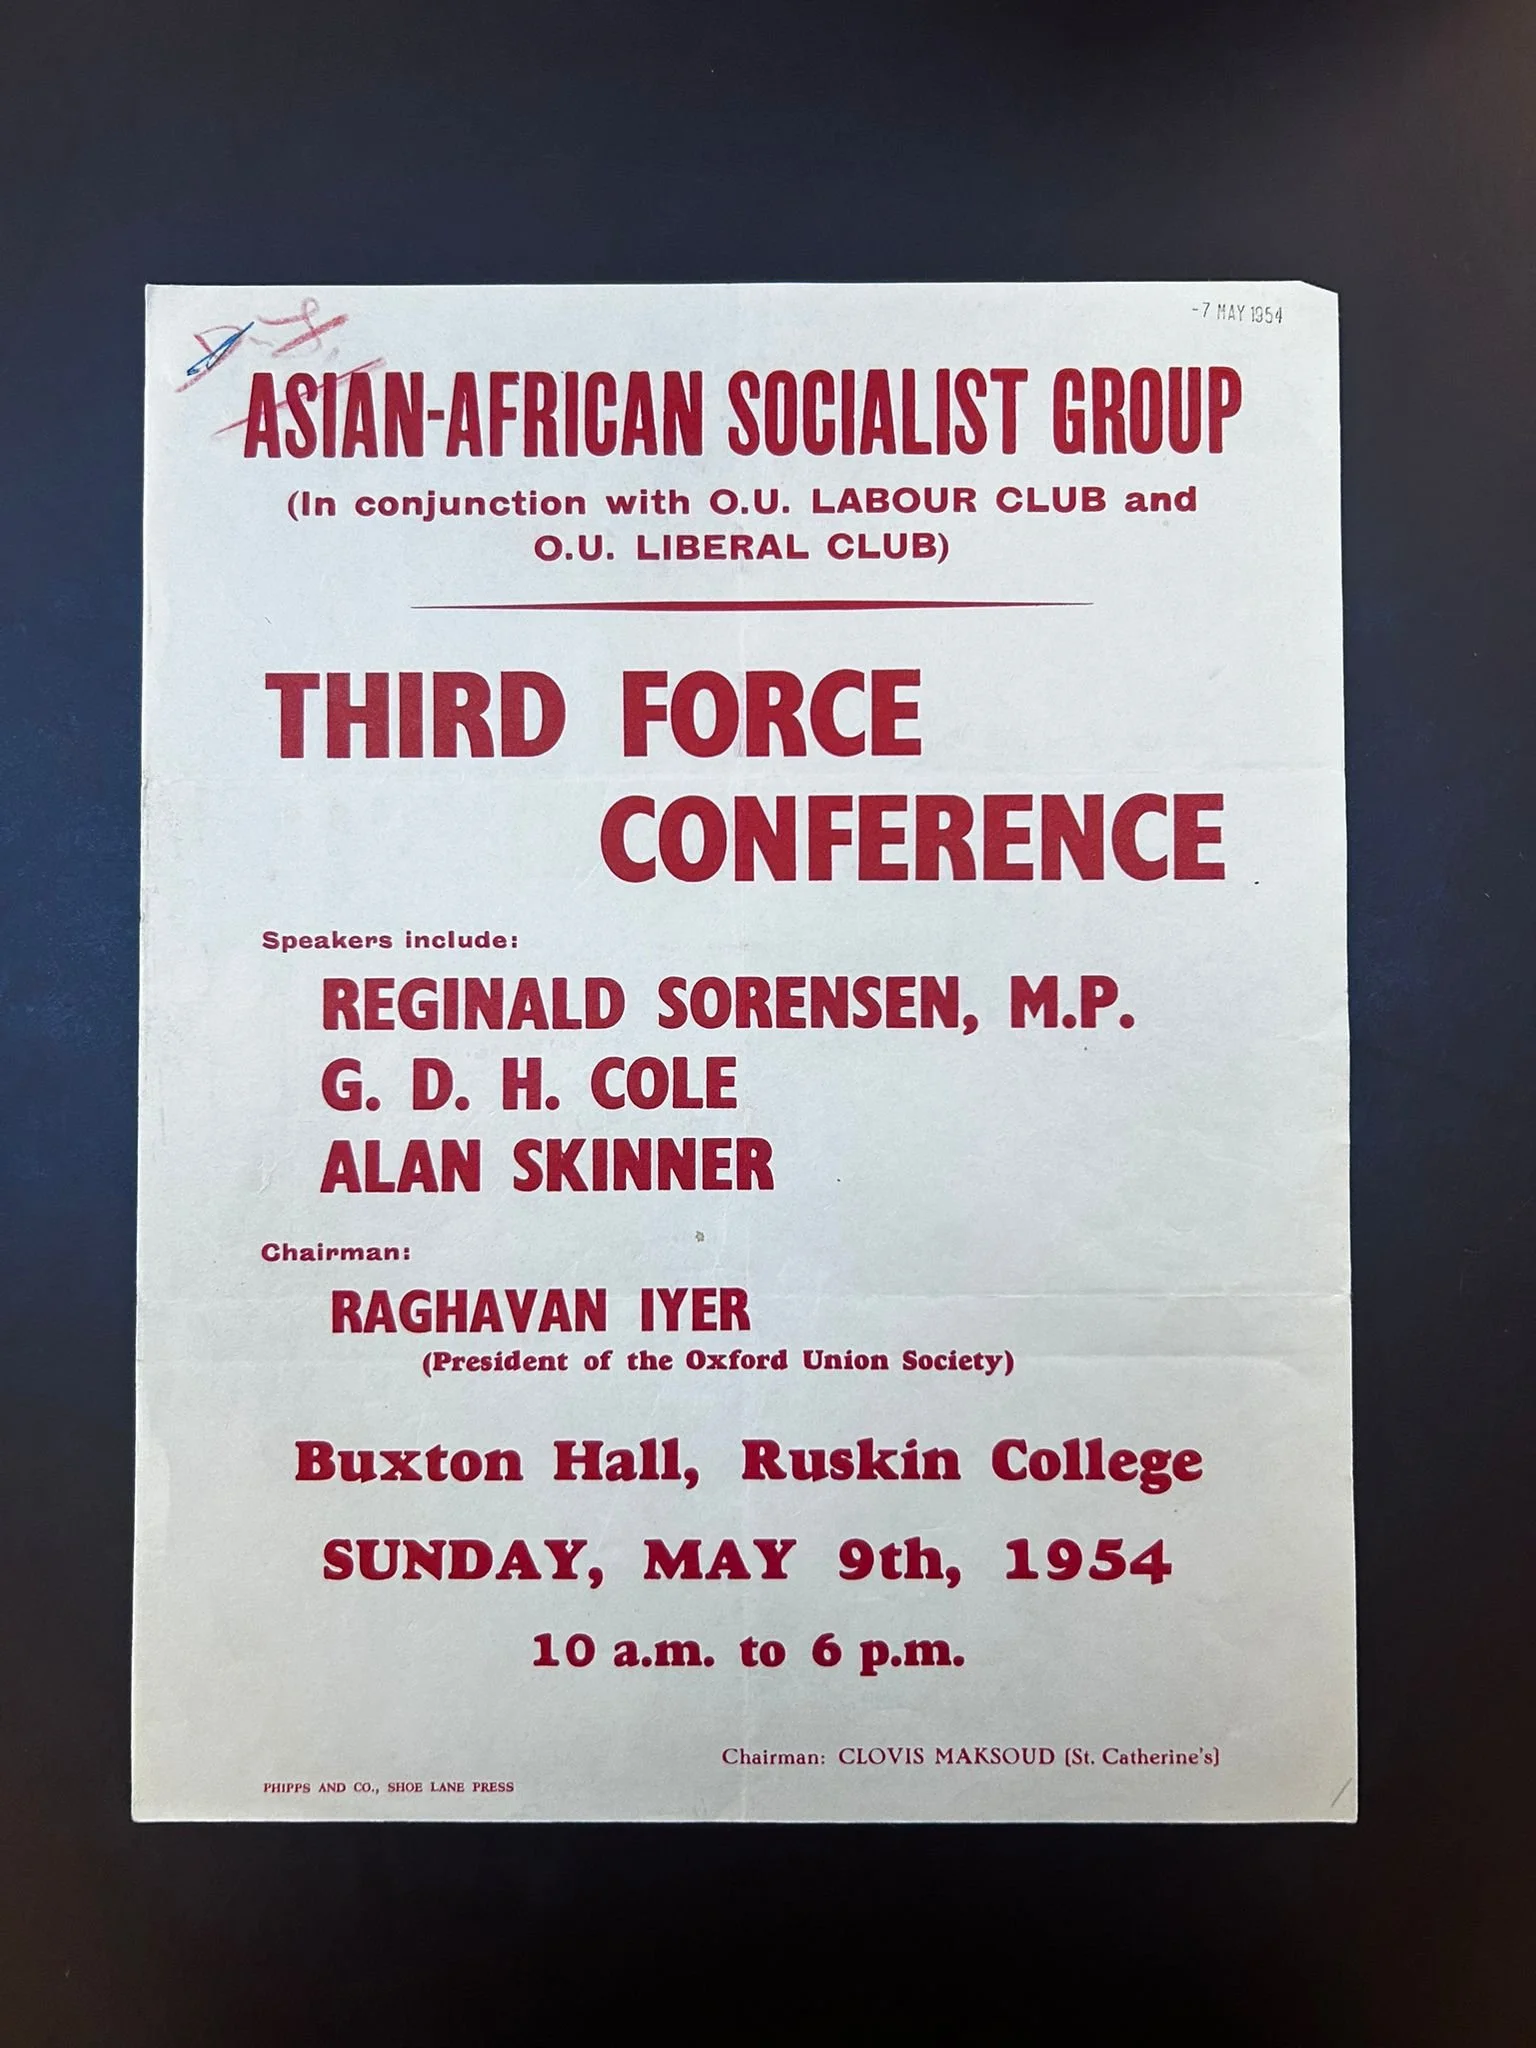 -7 MAY 1954
ASIAN-AFRICAN SOCIALIST GROUP
(In conjunction with O.U. LABOUR CLUB and
O.U. LIBERAL CLUB)
THIRD FORCE
CONFERENCE
Speakers include:
REGINALD SORENSEN, M.P.
G. D. H. COLE
ALAN SKINNER
Chairman:
RAGHAVAN IYER
(President of the Oxford Union Society)
Buxton Hall, Ruskin College
SUNDAY, MAY 9th, 1954
10 a.m. to 6 p.m.
Chairman: CLOVIS MAKSOUD (St. Catherine's)
PHIPPS AND CO., SHOE LANE PRESS